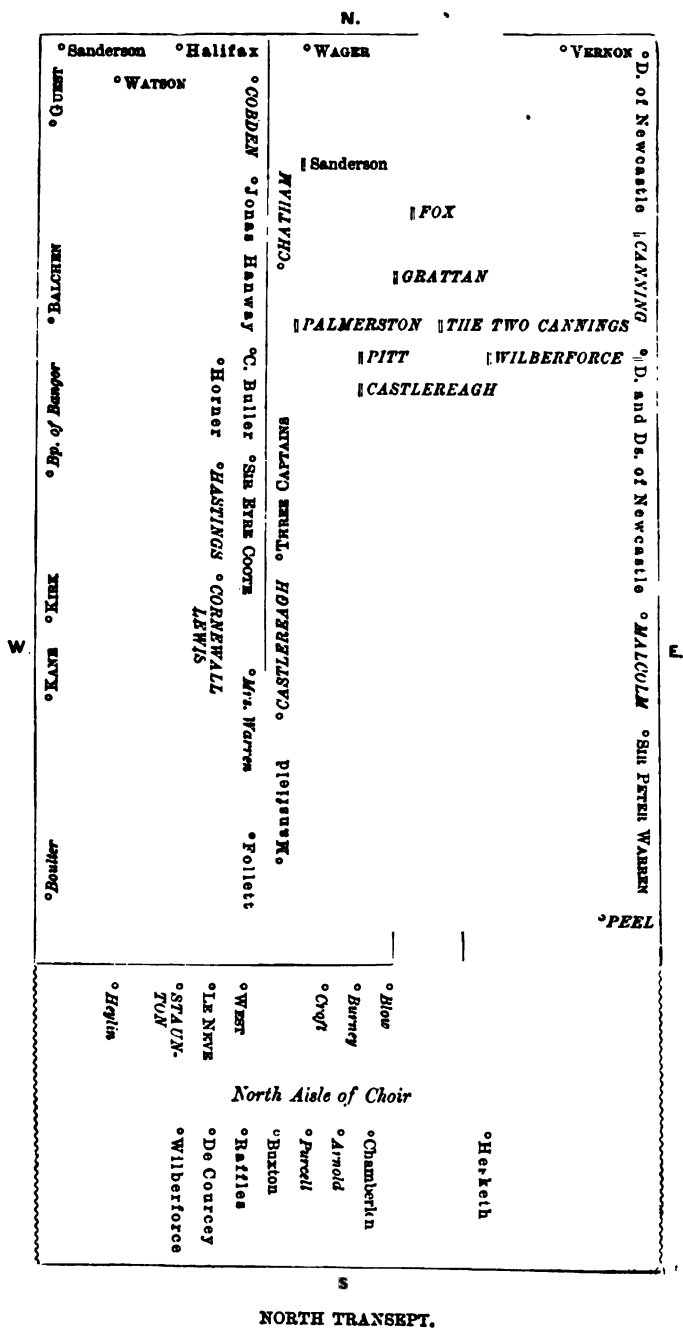 N.
Sanderson
Halifax
WAGER
VERNON
WATSON
GUEST
BALCHEN
Bp. of Bangor
KIRK
KANE
Boulter
COBDEN
Jonas Hanway
C. Buller
SIR EYRE COOTE
Mrs. Warren
Follett
Horner
HASTINGS
CORNEWALL
LEWIS
CHATHAM
THREE CAPTAINS
CASTLEREAGH
Mansfield
Sanderson
FOX
GRATTAN
PALMERSTON
THE TWO CANNINGS
PITT
WILBERFORCE
CASTLEREAGH
D. of Newcastle
CANNING
D. and Ds. of Newcastle
MALCOLM
SIR PETER WARREN
PEEL
W.
E.
Heylin
STAUN-
TON
LE NEVE
WEST
Croft
Burney
Blow
North Aisle of Choir
Wilberforce
De Courcey
Raffles
Buxton
Purcell
Arnold
Chamberlen
Herketh
S
NORTH TRANSEPT.